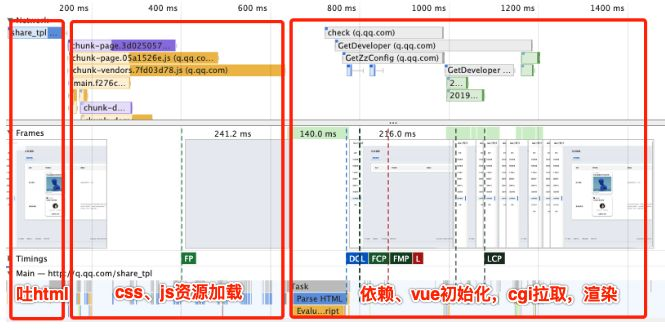 200 ms 400 ms 600 ms 800 ms 1000 ms 1200 ms 1400 ms
Network
share_tpl
check (q.qq.com)
chunk-page.3d025057…
GetDeveloper (q.qq.com)
chunk-page.05a1526e.js (q.qq.com)
GetZzConfig (q.qq.com)
chunk-vendors.7fd03d78.js (q.qq.com)
GetDeveloper …
main.f276c…
2…
chunk-d…
2019…
Frames
241.2 ms
140.0 ms
216.0 ms
Timings
FP
DCL
FCP
FMP
L
LCP
Main — http://q.qq.com/share_tpl
Task
Parse HTML
Evalu…ript
吐html
css、js资源加载
依赖、vue初始化，cgi拉取，渲染